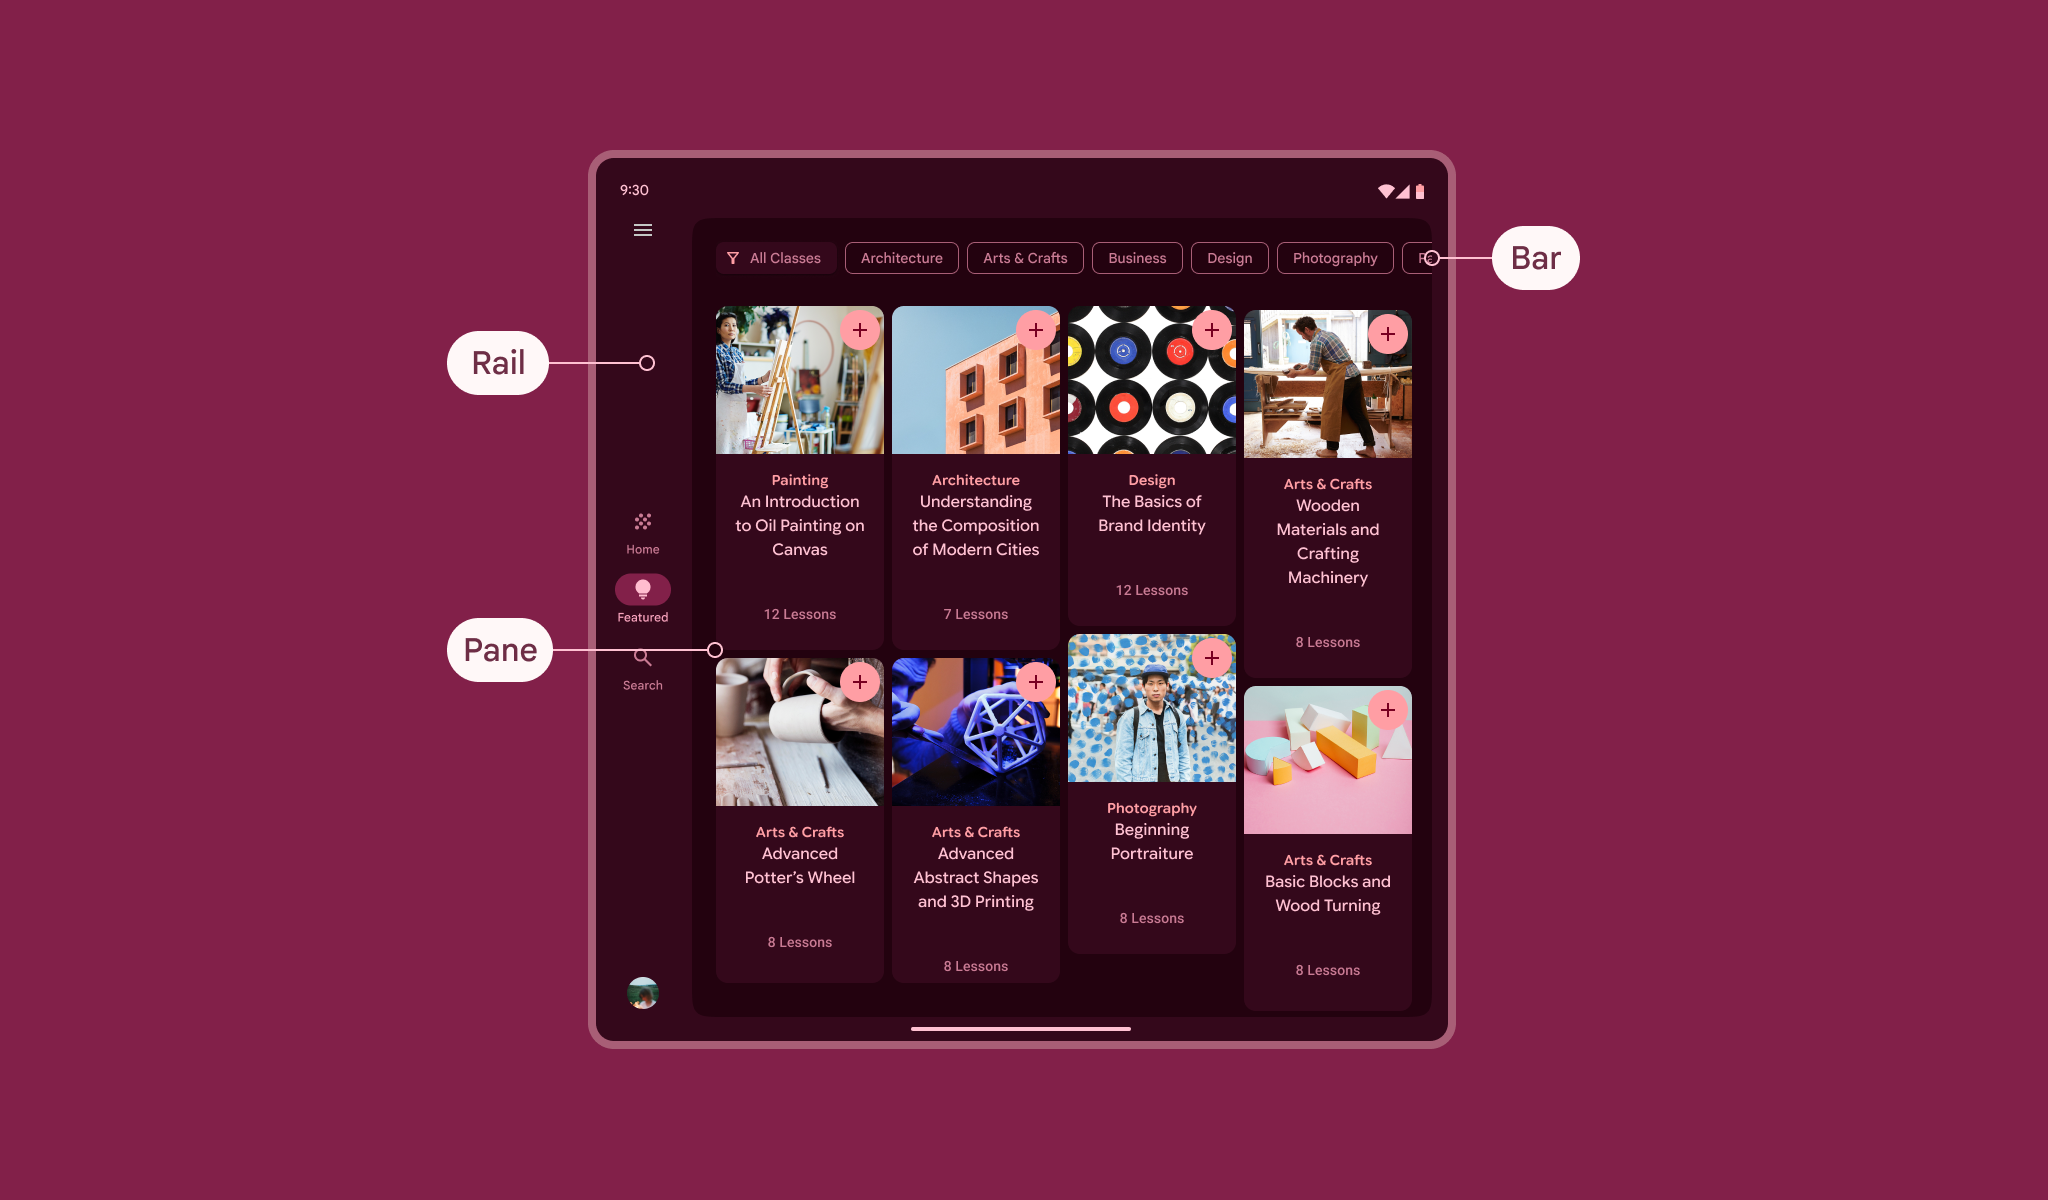 9:30
All Classes
Architecture
Arts & Crafts
Business
Design
Photography
Bar
Rail
Pane
Home
Featured
Search
Painting
An Introduction
to Oil Painting on
Canvas
12 Lessons
Architecture
Understanding
the Composition
of Modern Cities
7 Lessons
Design
The Basics of
Brand Identity
12 Lessons
Arts & Crafts
Wooden
Materials and
Crafting
Machinery
8 Lessons
Arts & Crafts
Advanced
Potter’s Wheel
8 Lessons
Arts & Crafts
Advanced
Abstract Shapes
and 3D Printing
8 Lessons
Photography
Beginning
Portraiture
8 Lessons
Arts & Crafts
Basic Blocks and
Wood Turning
8 Lessons